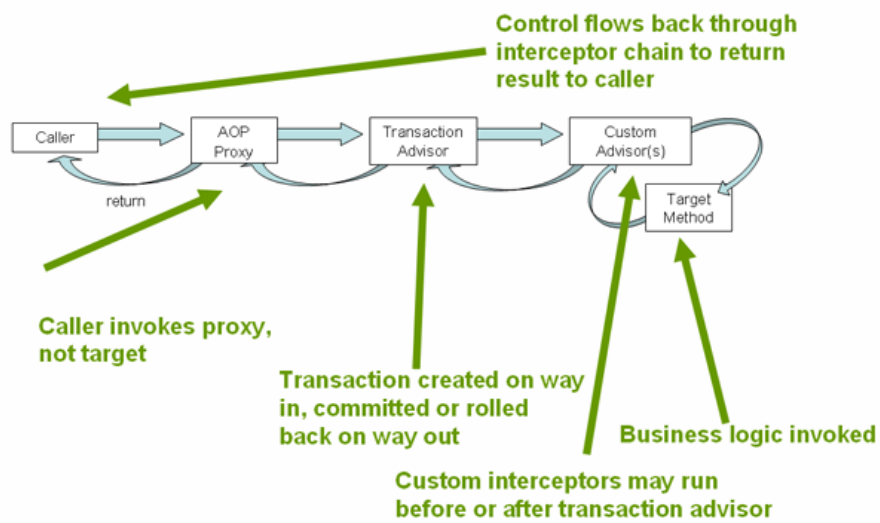 Control flows back through
interceptor chain to return
result to caller
Caller
AOP
Proxy
Transaction
Advisor
Custom
Advisor(s)
Target
Method
return
Caller invokes proxy,
not target
Transaction created on way
in, committed or rolled
back on way out
Business logic invoked
Custom interceptors may run
before or after transaction advisor